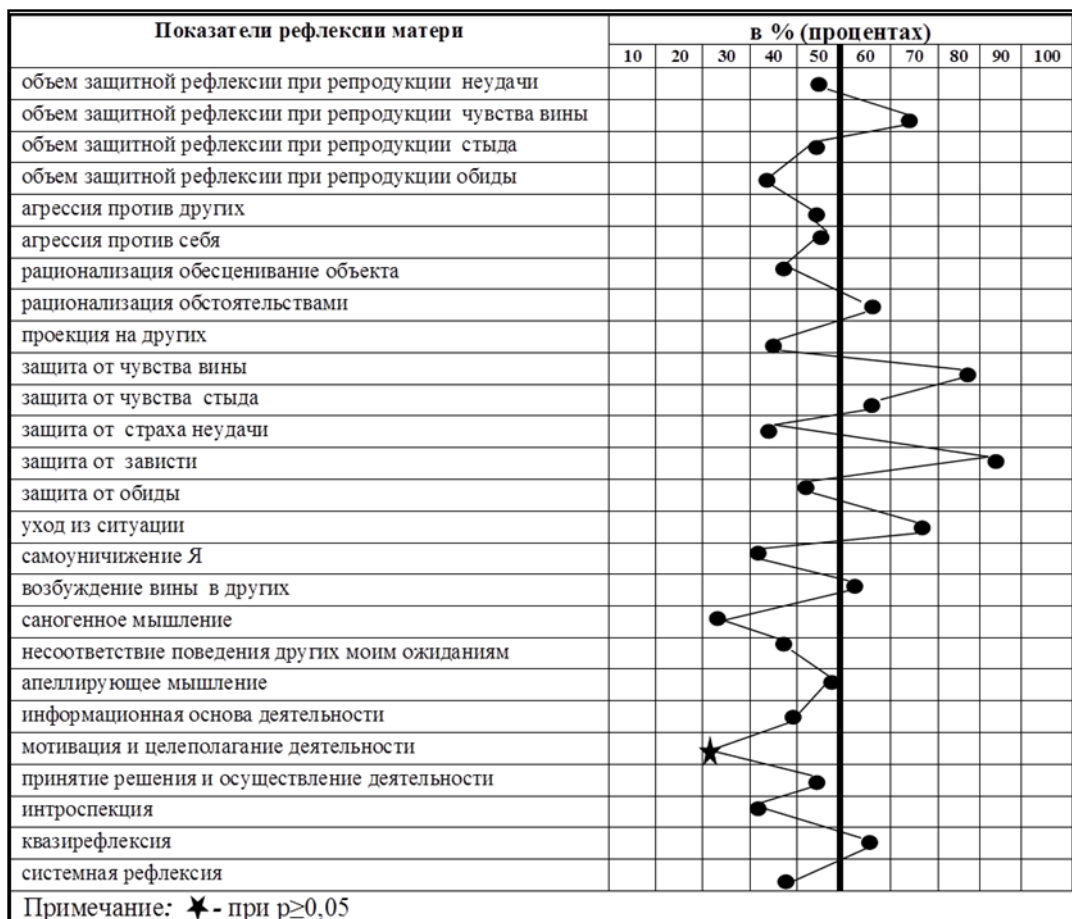 Показатели рефлексии матери
в % (процентах)
10 20 30 40 50 60 70 80 90 100
объем защитной рефлексии при репродукции неудачи
объем защитной рефлексии при репродукции чувства вины
объем защитной рефлексии при репродукции стыда
объем защитной рефлексии при репродукции обиды
агрессия против других
агрессия против себя
рационализация обесценивание объекта
рационализация обстоятельствами
проекция на других
защита от чувства вины
защита от чувства стыда
защита от страха неудачи
защита от зависти
защита от обиды
уход из ситуации
самоуничижение Я
возбуждение вины в других
саногенное мышление
несоответствие поведения других моим ожиданиям
апеллирующее мышление
информационная основа деятельности
мотивация и целеполагание деятельности
принятие решения и осуществление деятельности
интроспекция
квазирефлексия
системная рефлексия
Примечание: ★- при p≥0,05